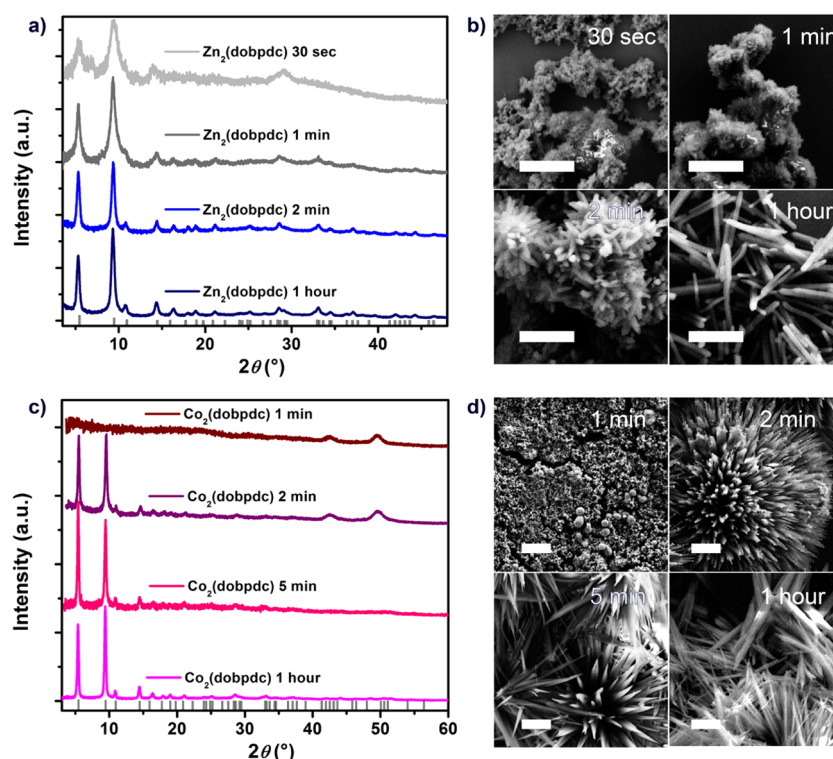 a)
Intensity (a.u.)
Zn2(dobpdc) 30 sec
Zn2(dobpdc) 1 min
Zn2(dobpdc) 2 min
Zn2(dobpdc) 1 hour
10 20 30 40
2θ (°)
b)
30 sec
1 min
2 min
1 hour
c)
Intensity (a.u.)
Co2(dobpdc) 1 min
Co2(dobpdc) 2 min
Co2(dobpdc) 5 min
Co2(dobpdc) 1 hour
10 20 30 40 50 60
2θ (°)
d)
1 min
2 min
5 min
1 hour